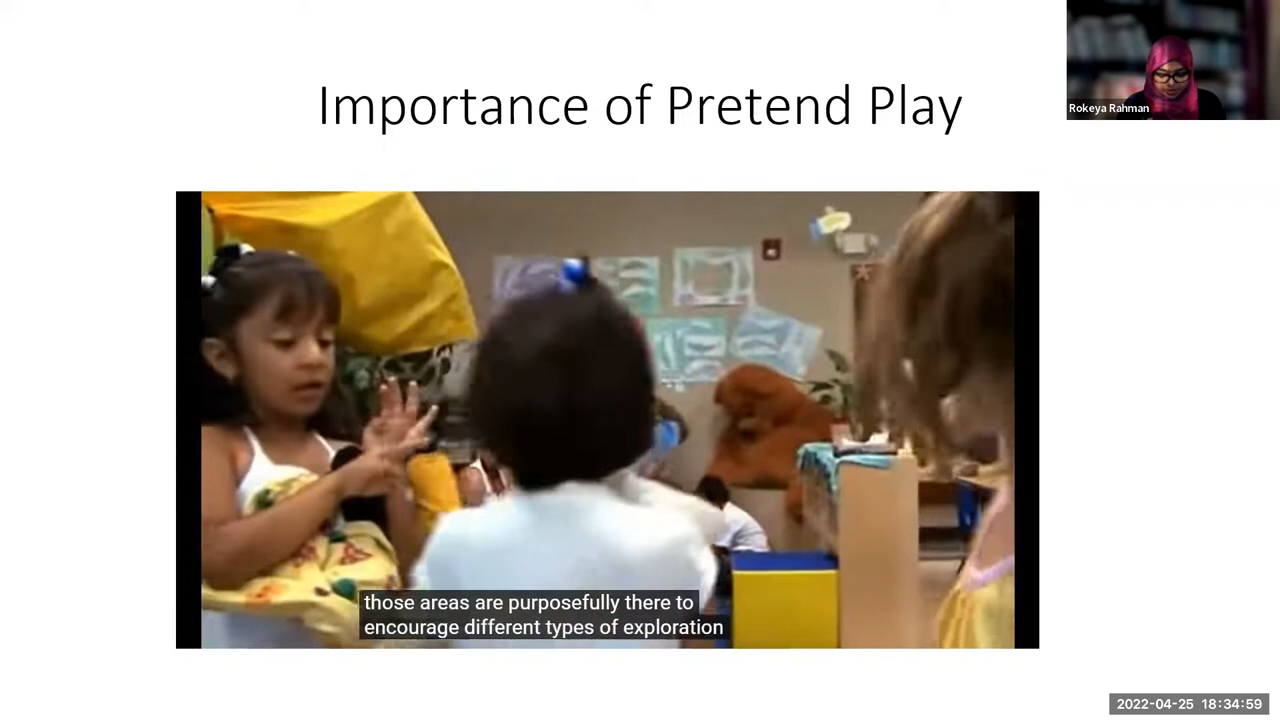 Importance of Pretend Play
Rokeya Rahman
those areas are purposefully there to
encourage different types of exploration
2022-04-25 18:34:59